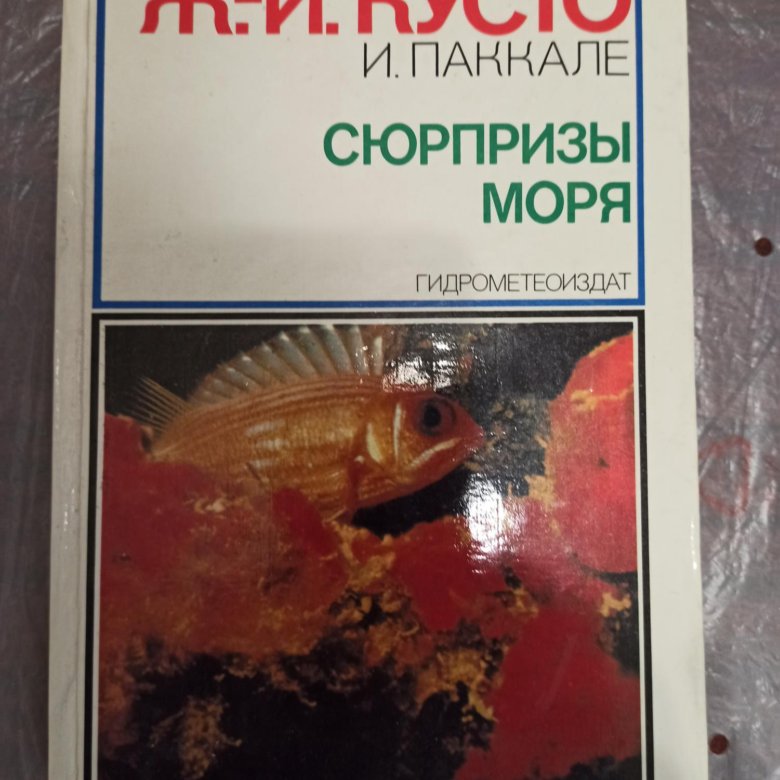 Ж.-И. КУСТО
И. ПАККАЛЕ
СЮРПРИЗЫ
МОРЯ
ГИДРОМЕТЕОИЗДАТ